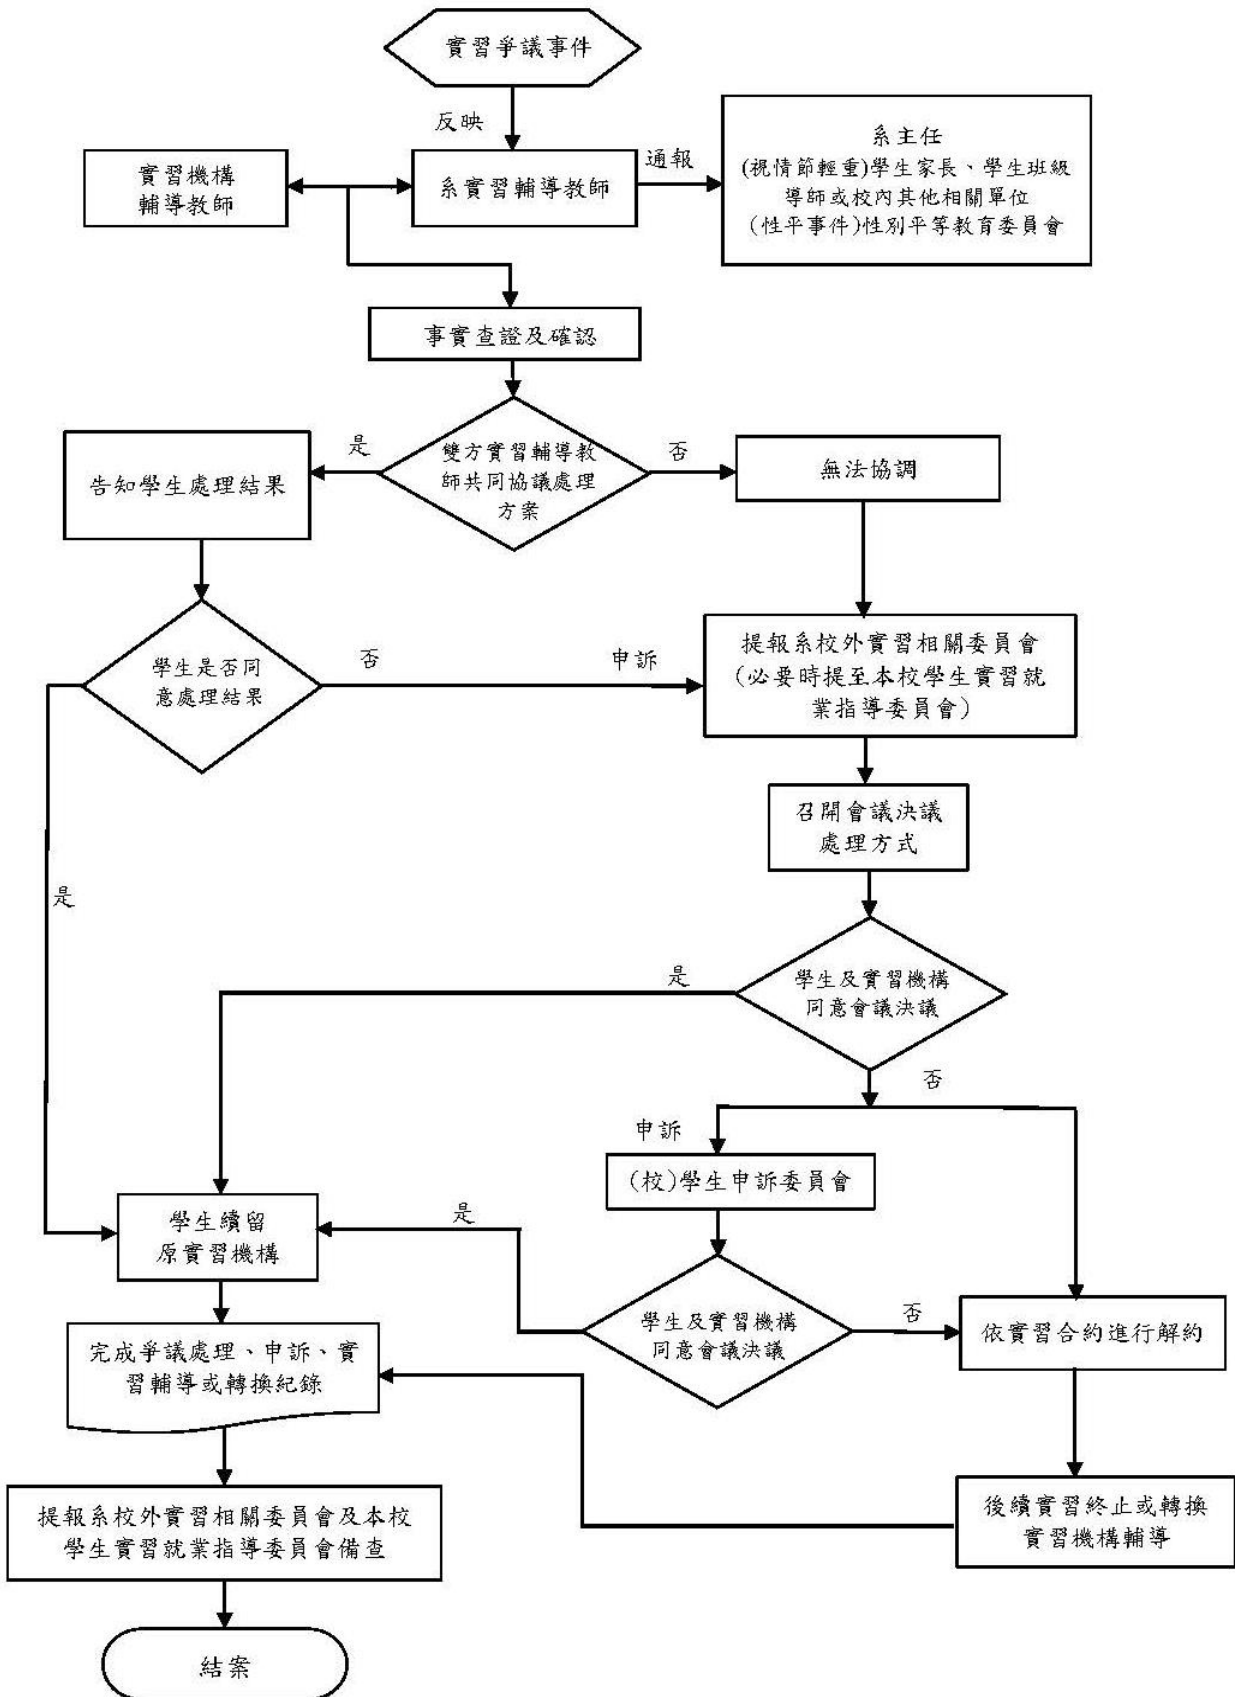 實習爭議事件
反映
實習機構
輔導教師
系實習輔導教師
通報
系主任
(視情節輕重)學生家長、學生班級
導師或校內其他相關單位
(性平事件)性別平等教育委員會
事實查證及確認
告知學生處理結果
是
雙方實習輔導教
師共同協議處理
方案
否
無法協調
學生是否同
意處理結果
否
申訴
提報系校外實習相關委員會
(必要時提至本校學生實習就
業指導委員會)
召開會議決議
處理方式
是
是
學生及實習機構
同意會議決議
否
申訴
(校)學生申訴委員會
學生續留
原實習機構
是
學生及實習機構
同意會議決議
否
依實習合約進行解約
完成爭議處理、申訴、實
習輔導或轉換紀錄
提報系校外實習相關委員會及本校
學生實習就業指導委員會備查
後續實習終止或轉換
實習機構輔導
結案